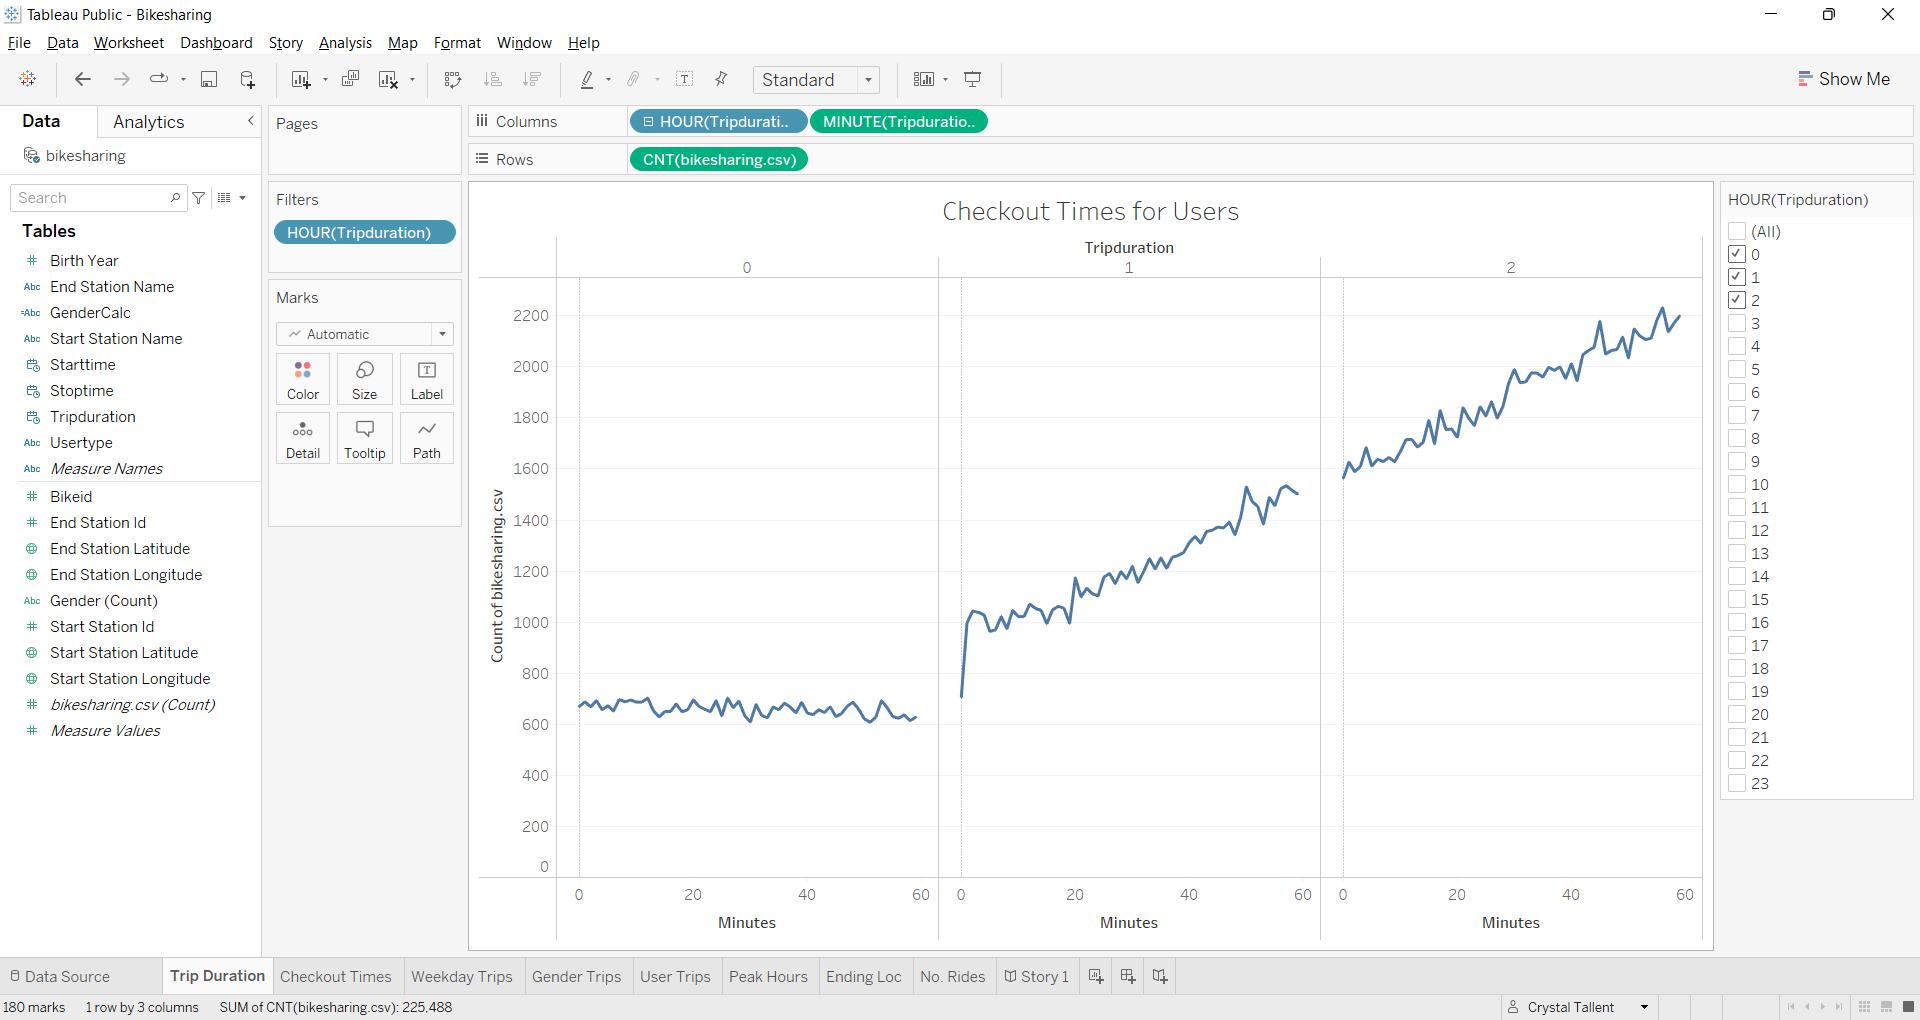 Tableau Public - Bikesharing
File Data Worksheet Dashboard Story Analysis Map Format Window Help
Standard
Show Me
Data Analytics
bikesharing
Search
Tables
# Birth Year
Abc End Station Name
=Abc GenderCalc
Abc Start Station Name
Starttime
Stoptime
Tripduration
Abc Usertype
Abc Measure Names
# Bikeid
# End Station Id
End Station Latitude
End Station Longitude
Abc Gender (Count)
# Start Station Id
Start Station Latitude
Start Station Longitude
# bikesharing.csv (Count)
# Measure Values
Pages
Filters
HOUR(Tripduration)
Marks
Automatic
Color Size Label
Detail Tooltip Path
Columns HOUR(Tripdurati.. MINUTE(Tripduratio..
Rows CNT(bikesharing.csv)
Checkout Times for Users
Tripduration
0 1 2
Count of bikesharing.csv
2200
2000
1800
1600
1400
1200
1000
800
600
400
200
0
0 20 40 60 0 20 40 60 0 20 40 60
Minutes Minutes Minutes
HOUR(Tripduration)
(All)
0
1
2
3
4
5
6
7
8
9
10
11
12
13
14
15
16
17
18
19
20
21
22
23
Data Source Trip Duration Checkout Times Weekday Trips Gender Trips User Trips Peak Hours Ending Loc No. Rides Story 1
180 marks 1 row by 3 columns SUM of CNT(bikesharing.csv): 225,488 Crystal Tallent